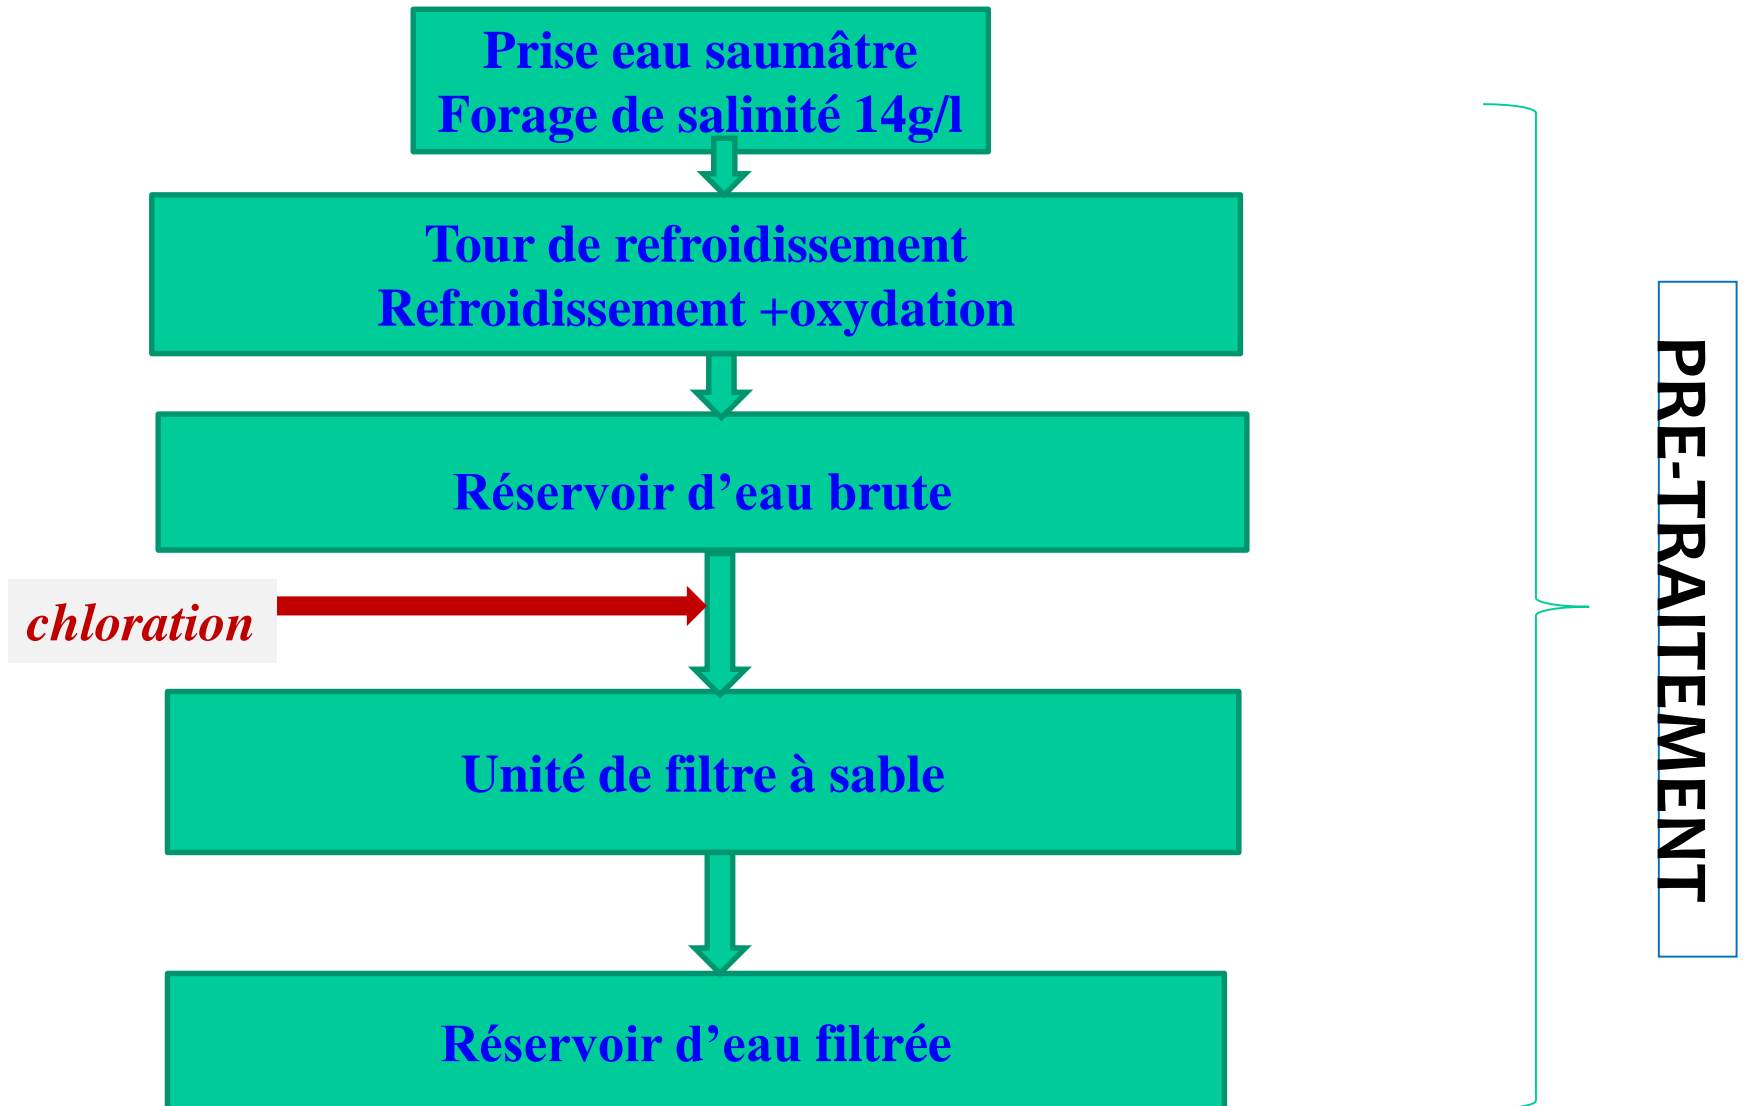 Prise eau saumâtre
Forage de salinité 14g/l
Tour de refroidissement
Refroidissement +oxydation
Réservoir d’eau brute
chloration
Unité de filtre à sable
Réservoir d’eau filtrée
PRE-TRAITEMENT